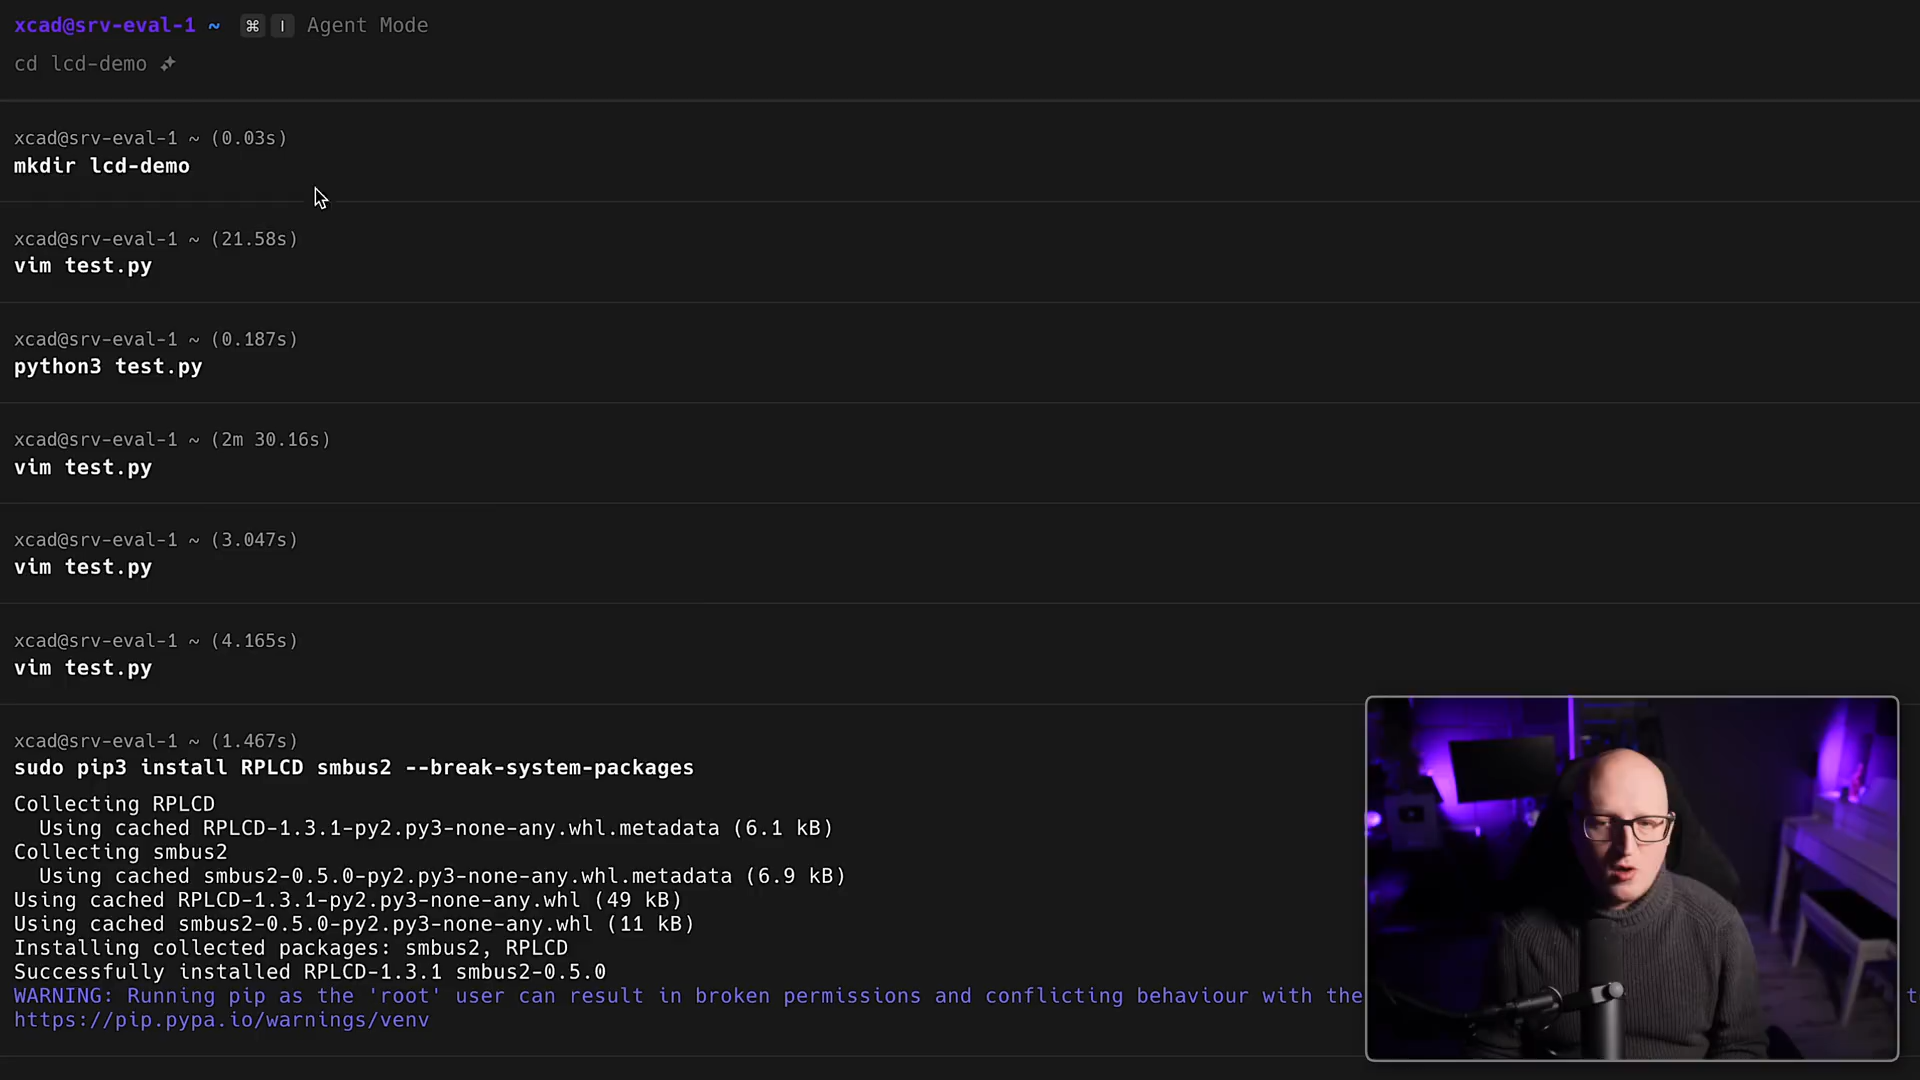 xcad@srv-eval-1 ~ ⌘ I Agent Mode
cd lcd-demo
xcad@srv-eval-1 ~ (0.03s)
mkdir lcd-demo
xcad@srv-eval-1 ~ (21.58s)
vim test.py
xcad@srv-eval-1 ~ (0.187s)
python3 test.py
xcad@srv-eval-1 ~ (2m 30.16s)
vim test.py
xcad@srv-eval-1 ~ (3.047s)
vim test.py
xcad@srv-eval-1 ~ (4.165s)
vim test.py
xcad@srv-eval-1 ~ (1.467s)
sudo pip3 install RPLCD smbus2 --break-system-packages
Collecting RPLCD
Using cached RPLCD-1.3.1-py2.py3-none-any.whl.metadata (6.1 kB)
Collecting smbus2
Using cached smbus2-0.5.0-py2.py3-none-any.whl.metadata (6.9 kB)
Using cached RPLCD-1.3.1-py2.py3-none-any.whl (49 kB)
Using cached smbus2-0.5.0-py2.py3-none-any.whl (11 kB)
Installing collected packages: smbus2, RPLCD
Successfully installed RPLCD-1.3.1 smbus2-0.5.0
WARNING: Running pip as the 'root' user can result in broken permissions and conflicting behaviour with the t
https://pip.pypa.io/warnings/venv